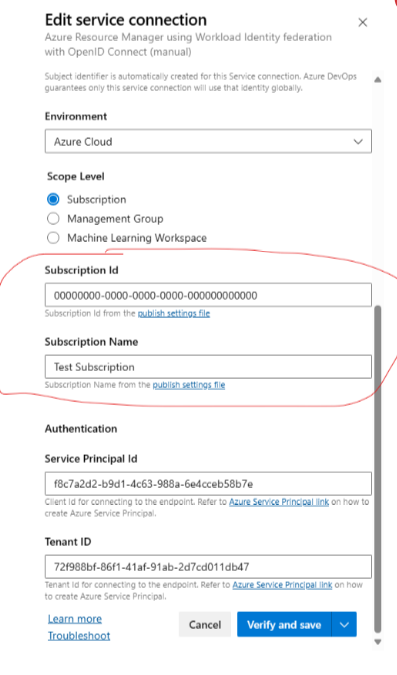 Edit service connection
Azure Resource Manager using Workload Identity federation
with OpenID Connect (manual)
Subject identifier is automatically created for this Service connection. Azure DevOps
guarantees only this service connection will use that identity globally.
Environment
Azure Cloud
Scope Level
Subscription
Management Group
Machine Learning Workspace
Subscription Id
00000000-0000-0000-0000-000000000000
Subscription Id from the publish settings file
Subscription Name
Test Subscription
Subscription Name from the publish settings file
Authentication
Service Principal Id
f8c7a2d2-b9d1-4c63-988a-6e4cceb58b7e
Client Id for connecting to the endpoint. Refer to Azure Service Principal link on how to
create Azure Service Principal.
Tenant ID
72f988bf-86f1-41af-91ab-2d7cd011db47
Tenant Id for connecting to the endpoint. Refer to Azure Service Principal link on how
to create Azure Service Principal.
Learn more
Troubleshoot
Cancel
Verify and save